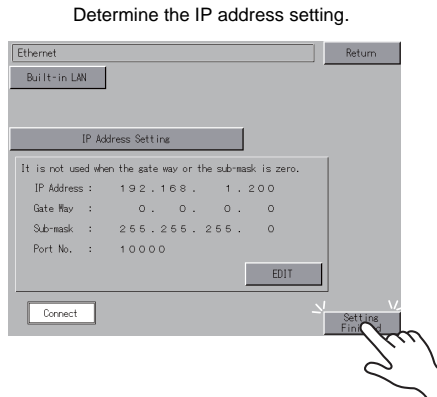 Determine the IP address setting.
Ethernet
Return
Built-in LAN
IP Address Setting
It is not used when the gate way or the sub-mask is zero.
IP Address : 192.168. 1.200
Gate Way : 0. 0. 0. 0
Sub-mask : 255.255.255. 0
Port No. : 10000
EDIT
Connect
Setting